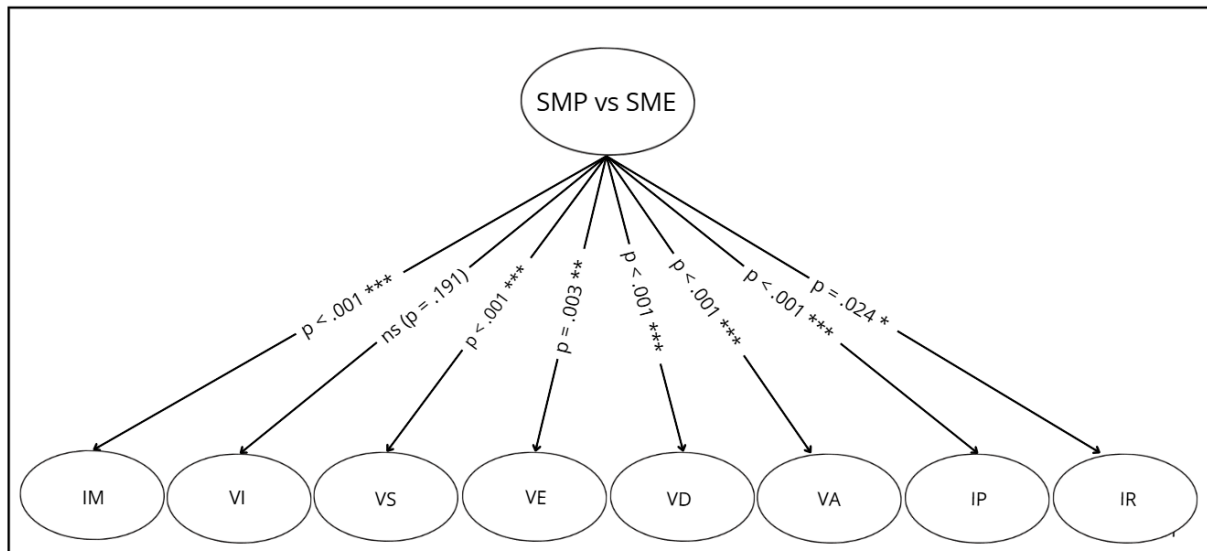 SMP vs SME
p < .001 ***
ns (p = .191)
p < .001 ***
p = .003 **
p < .001 ***
p < .001 ***
p < .001 ***
p = .024 *
IM
VI
VS
VE
VD
VA
IP
IR